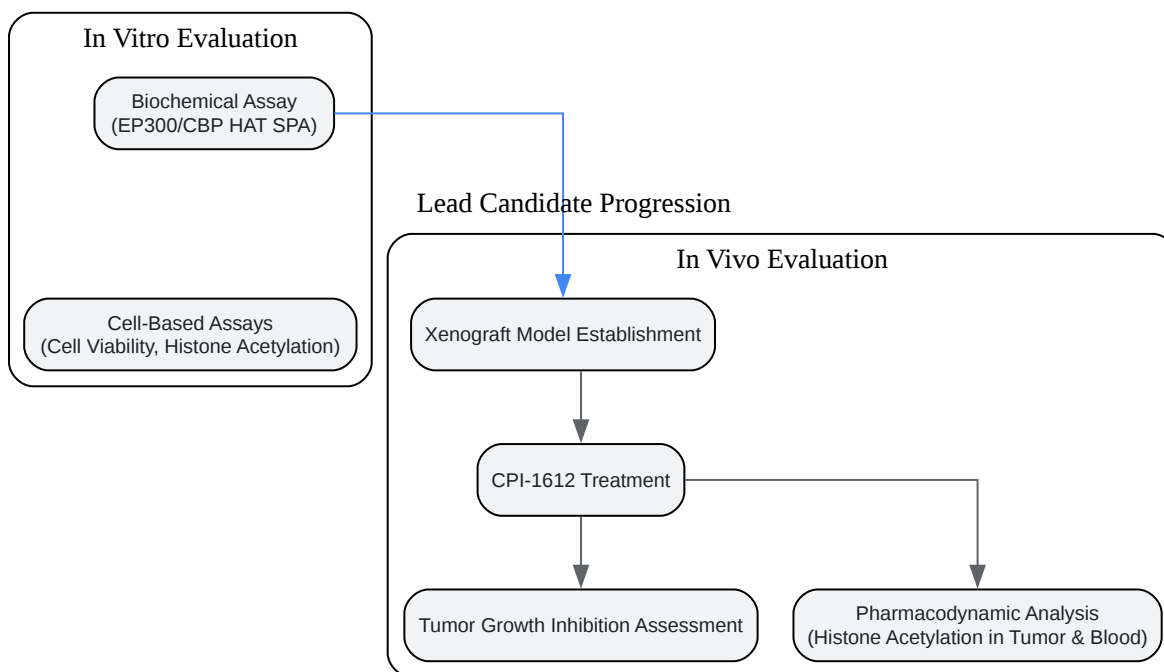 In Vitro Evaluation
Biochemical Assay
(EP300/CBP HAT SPA)
Cell-Based Assays
(Cell Viability, Histone Acetylation)
Lead Candidate Progression
In Vivo Evaluation
Xenograft Model Establishment
CPI-1612 Treatment
Tumor Growth Inhibition Assessment
Pharmacodynamic Analysis
(Histone Acetylation in Tumor & Blood)